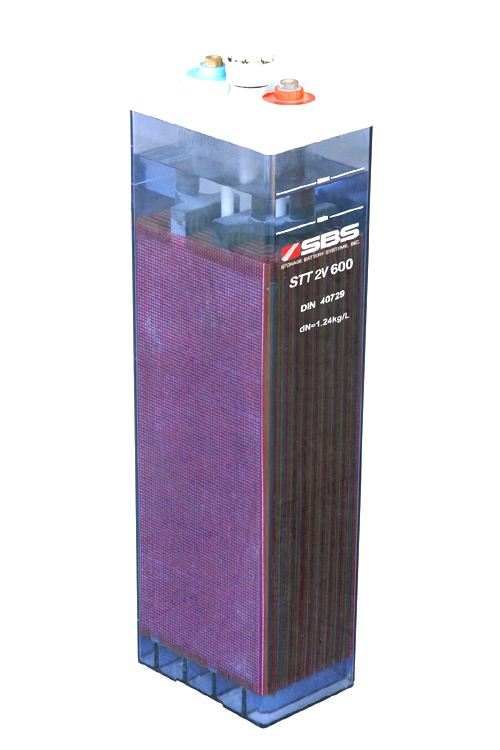 SBS
STORAGE BATTERY SYSTEMS, INC.
STT 2V 600
DIN 40729
dN=1.24kg/L